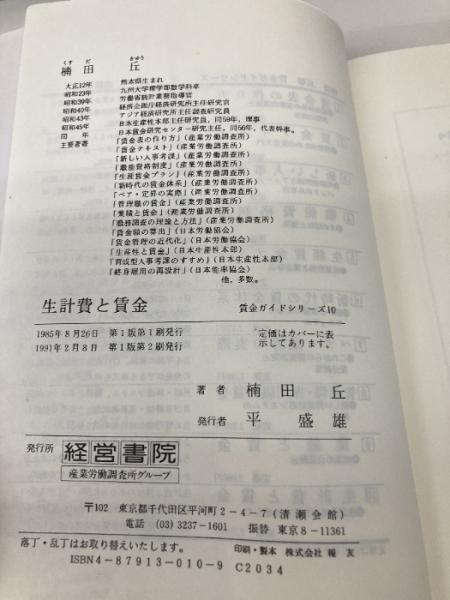 くすだ きゅう
楠田 丘
大正12年 熊本県生まれ
昭和23年 九州大学理学部数学科卒
昭和39年 労働省統計業務指導官
昭和40年 経済企画庁経済研究所主任研究官
昭和43年 アジア経済研究所主任調査研究員
昭和45年 日本生産性本部主任研究員、同59年、理事
同年 日本賃金研究センター研究主任。同56年、代表幹事。
主要著書 「賃金表の作り方」(産業労働調査所)
「賃金テキスト」(産業労働調査所)
「新しい人事考課」(産業労働調査所)
「職能資格制度」(産業労働調査所)
「生涯賃金プラン」(産業労働調査所)
「新時代の賃金体系」(産業労働調査所)
「ベア・定昇の実際」(産業労働調査所)
「管理職の賃金」(産業労働調査所)
「業績と賃金」(産業労働調査所)
「職務調査の理論と方法」(産業労働調査所)
「賃金額の算出」(日本労働協会)
「賃金管理の近代化」(日本労働協会)
「生産性と賃金」(日本生産性本部)
「育成型人事考課のすすめ」(日本生産性本部)
「終身雇用の再設計」(日本能率協会)
他、多数。
生計費と賃金 賃金ガイドシリーズ10
1985年8月26日 第1版第1刷発行
1991年2月8日 第1版第2刷発行
定価はカバーに表
示してあります。
著者 楠田 丘
発行者 平 盛雄
発行所 経営書院
産業労働調査所グループ
〒102 東京都千代田区平河町2-4-7(清瀬会館)
電話 (03)3237-1601 振替 東京8-11361
落丁・乱丁はお取り替えいたします。 印刷・製本 株式会社 報友
ISBN4-87913-010-9 C2034